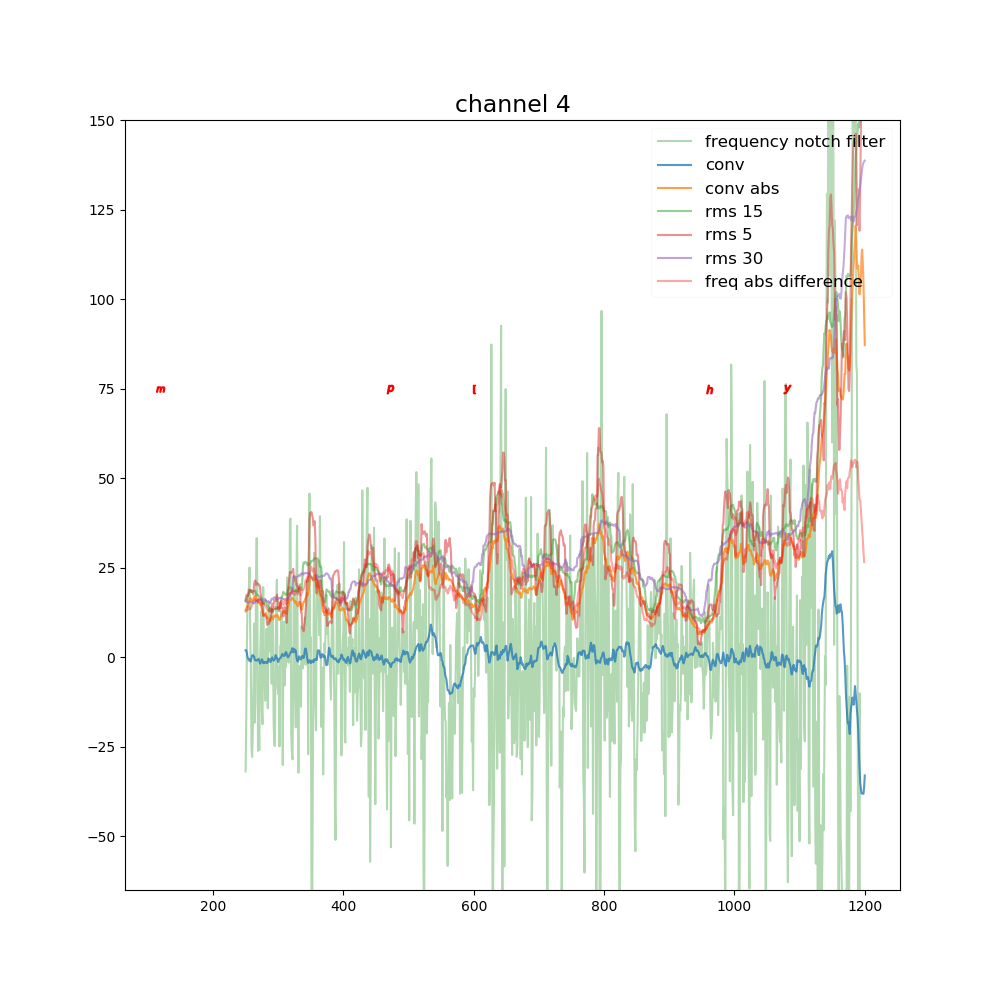 channel 4
150
125
100
75
50
25
0
−25
−50
200 400 600 800 1000 1200
frequency notch filter
conv
conv abs
rms 15
rms 5
rms 30
freq abs difference
m p [ h y